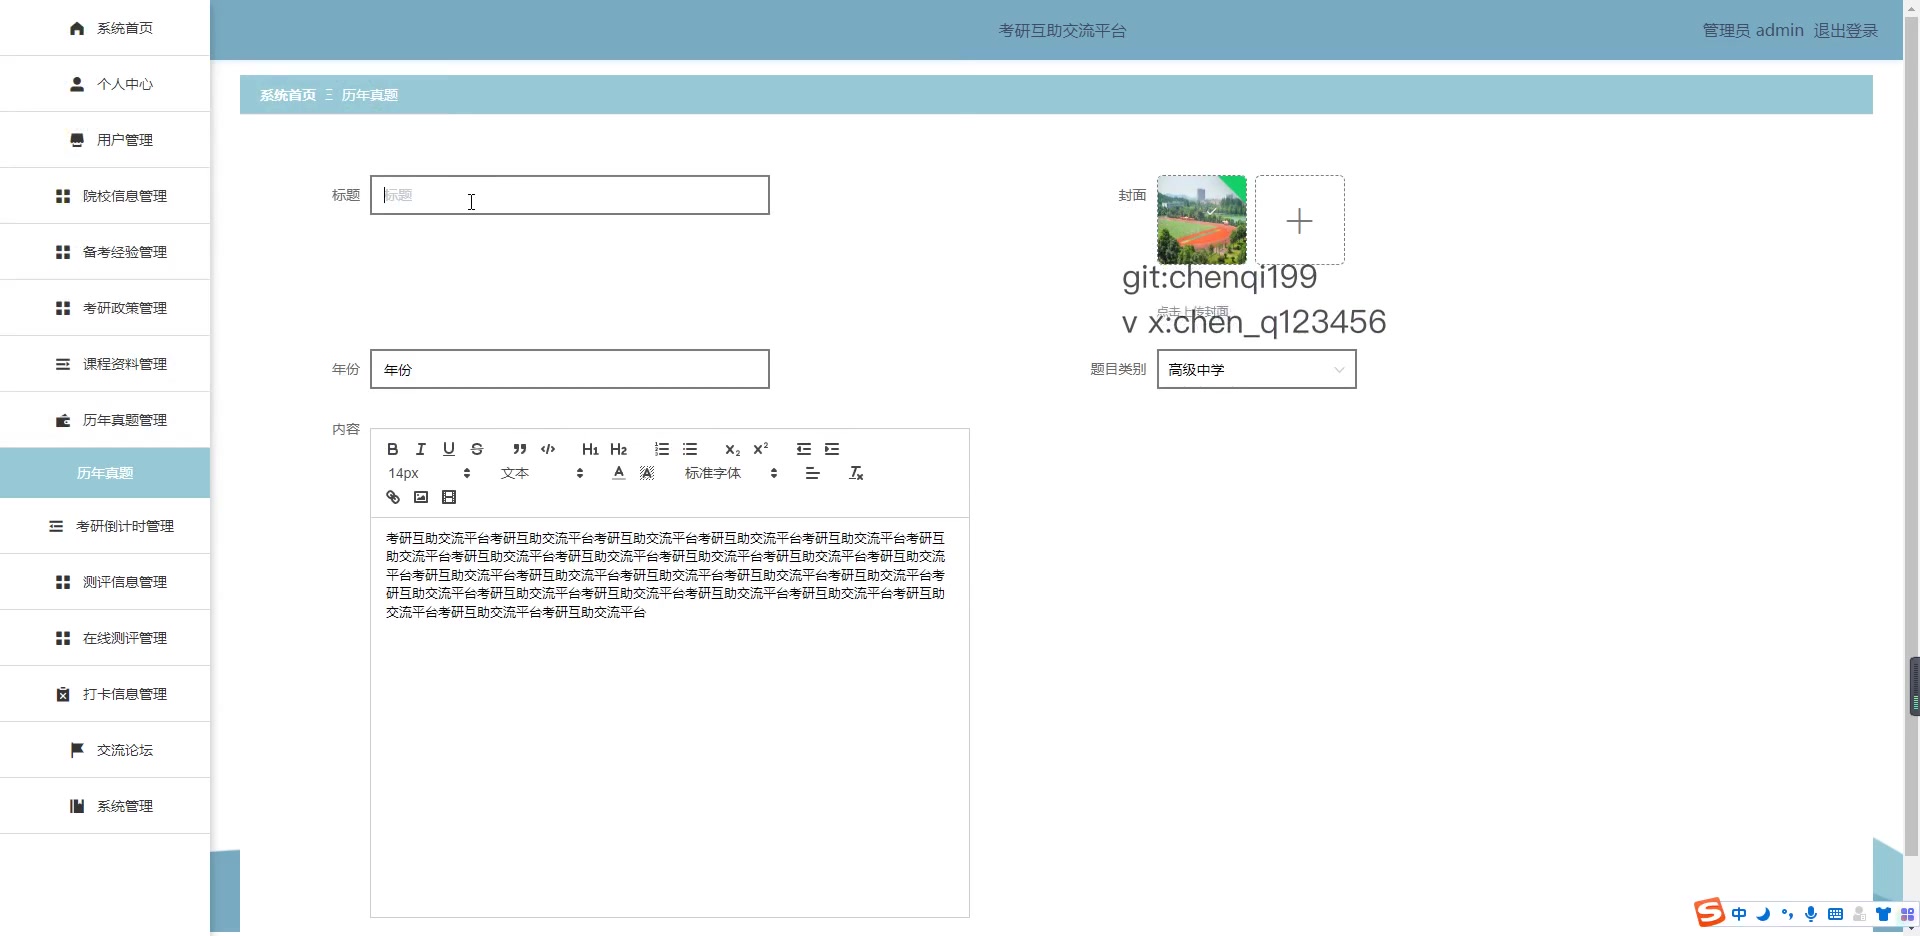 系统首页
个人中心
用户管理
院校信息管理
备考经验管理
考研政策管理
课程资料管理
历年真题管理
历年真题
考研倒计时管理
测评信息管理
在线测评管理
打卡信息管理
交流论坛
系统管理
考研互助交流平台
管理员 admin 退出登录
系统首页 历年真题
标题 标题
封面
git:chenqi199
点击上传封面
v x:chen_q123456
年份 年份
题目类别 高级中学
内容
B I U S H1 H2 X2 X2
14px 文本 A A 标准字体 Tx
考研互助交流平台考研互助交流平台考研互助交流平台考研互助交流平台考研互助交流平台考研互
助交流平台考研互助交流平台考研互助交流平台考研互助交流平台考研互助交流平台考研互助交流
平台考研互助交流平台考研互助交流平台考研互助交流平台考研互助交流平台考研互助交流平台考
研互助交流平台考研互助交流平台考研互助交流平台考研互助交流平台考研互助交流平台考研互助
交流平台考研互助交流平台考研互助交流平台
中